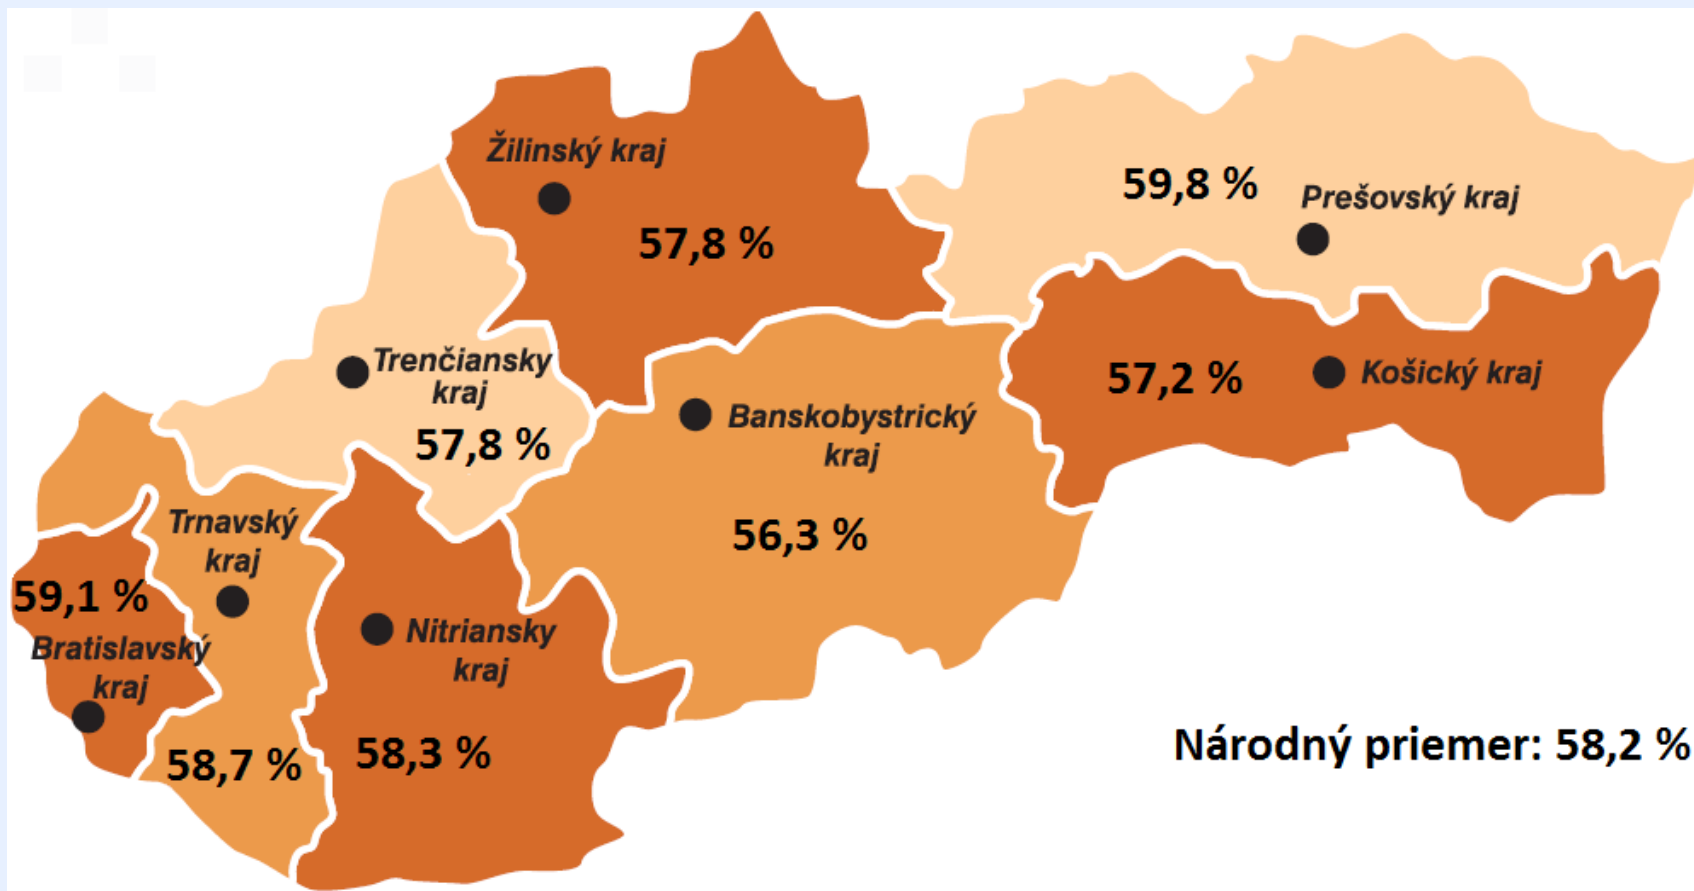 Žilinský kraj
57,8 %
59,8 %
Prešovský kraj
Trenčiansky
kraj
57,8 %
57,2 %
Košický kraj
Banskobystrický
kraj
56,3 %
Trnavský
kraj
59,1 %
Bratislavský
kraj
58,7 %
Nitriansky
kraj
58,3 %
Národný priemer: 58,2 %